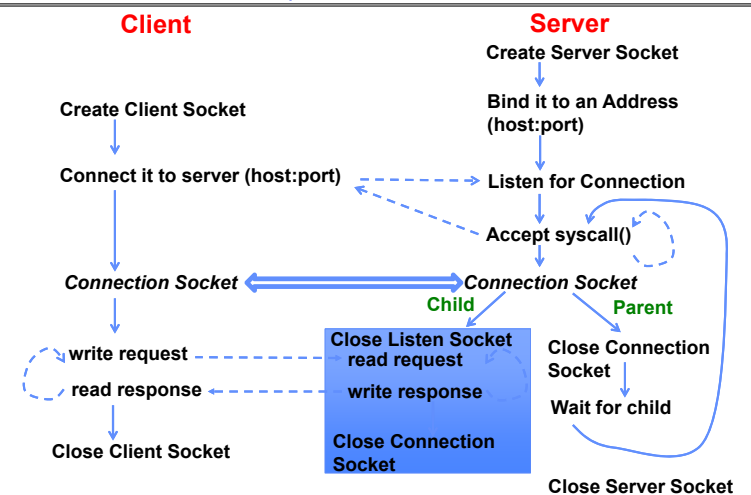 Client
Server
Create Server Socket
Bind it to an Address
(host:port)
Create Client Socket
Connect it to server (host:port)
Listen for Connection
Accept syscall()
Connection Socket
Connection Socket
Child
Parent
Close Listen Socket
read request
write request
Close Connection
Socket
read response
write response
Wait for child
Close Connection
Socket
Close Client Socket
Close Server Socket